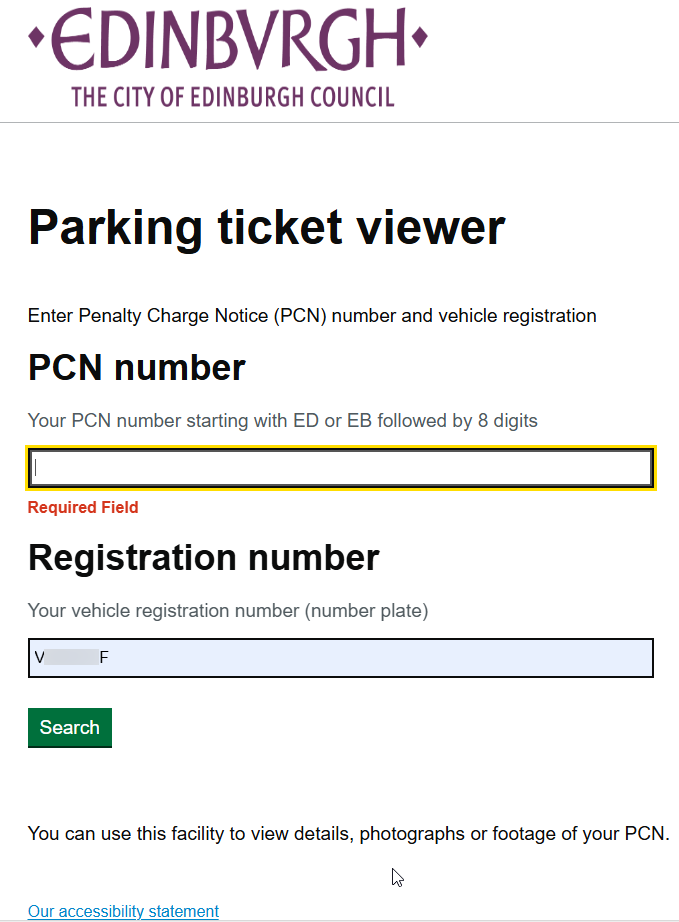 EDINBVRGH
THE CITY OF EDINBURGH COUNCIL
Parking ticket viewer
Enter Penalty Charge Notice (PCN) number and vehicle registration
PCN number
Your PCN number starting with ED or EB followed by 8 digits
Required Field
Registration number
Your vehicle registration number (number plate)
V F
Search
You can use this facility to view details, photographs or footage of your PCN.
Our accessibility statement